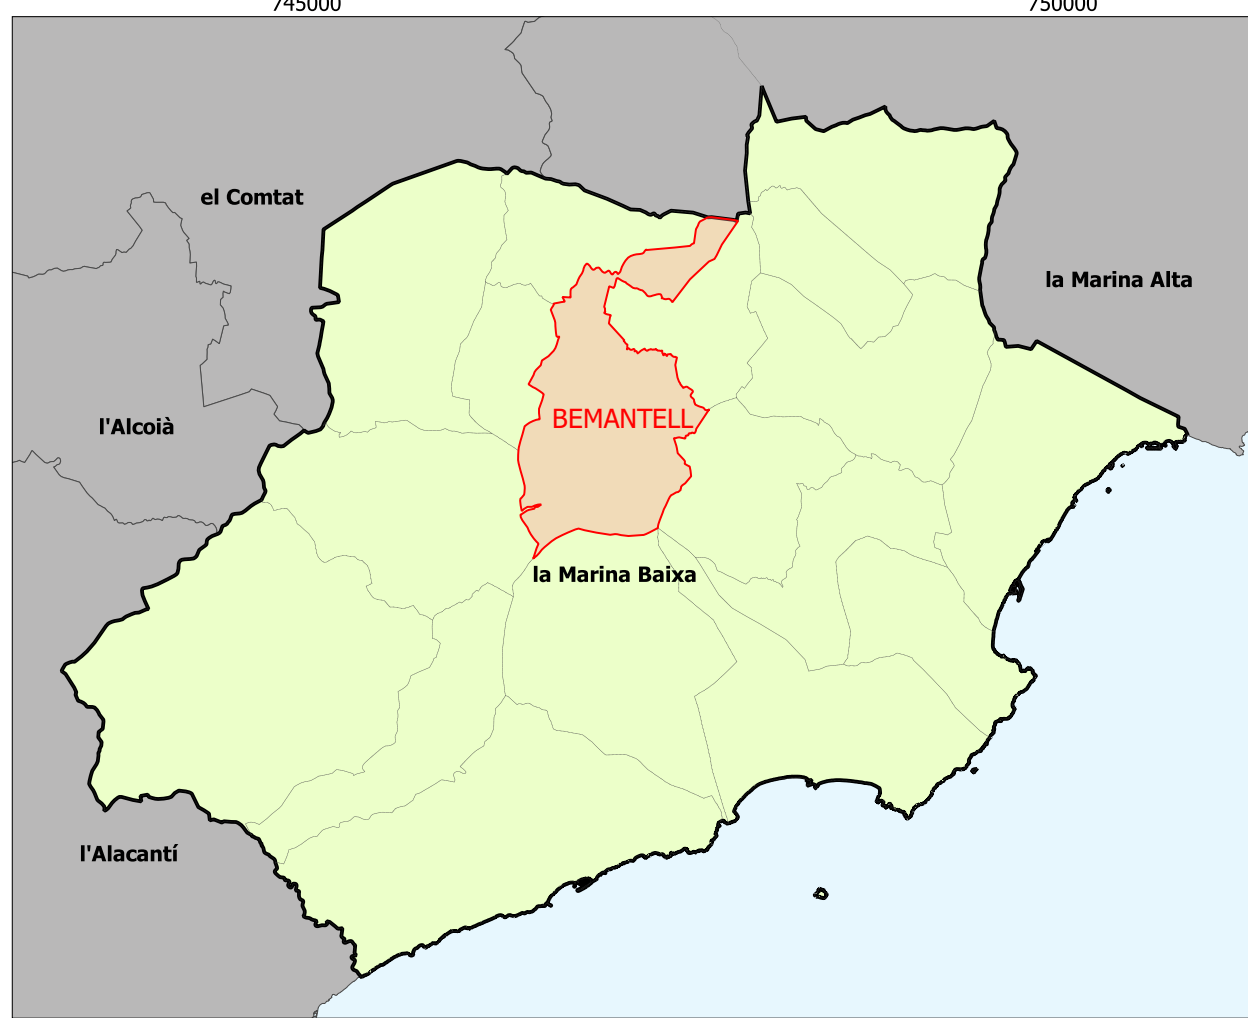 745000 750000
el Comtat
la Marina Alta
l'Alcoià
BEMANTELL
la Marina Baixa
l'Alacantí